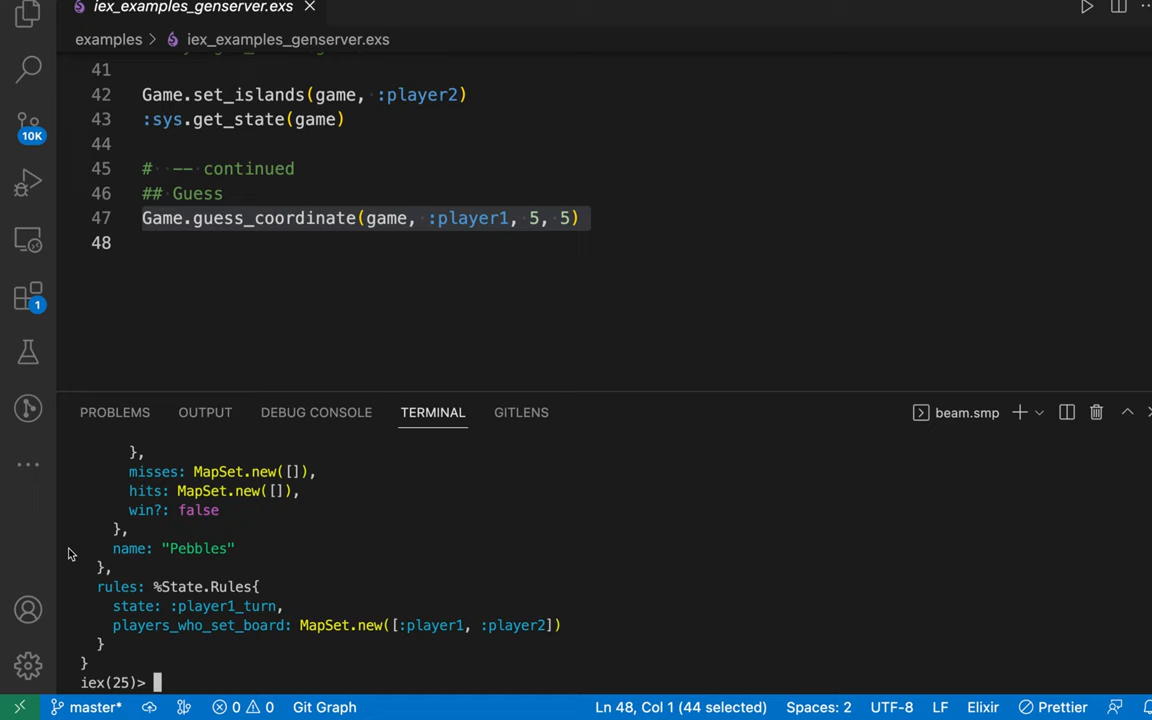 iex_examples_genserver.exs
examples > iex_examples_genserver.exs
41
42 Game.set_islands(game, :player2)
43 :sys.get_state(game)
44
45 # -- continued
46 ## Guess
47 Game.guess_coordinate(game, :player1, 5, 5)
48
10K
1
PROBLEMS OUTPUT DEBUG CONSOLE TERMINAL GITLENS beam.smp
},
misses: MapSet.new([]),
hits: MapSet.new([]),
win?: false
},
name: "Pebbles"
},
rules: %State.Rules{
state: :player1_turn,
players_who_set_board: MapSet.new([:player1, :player2])
}
}
iex(25)>
master* 0 0 Git Graph Ln 48, Col 1 (44 selected) Spaces: 2 UTF-8 LF Elixir Prettier